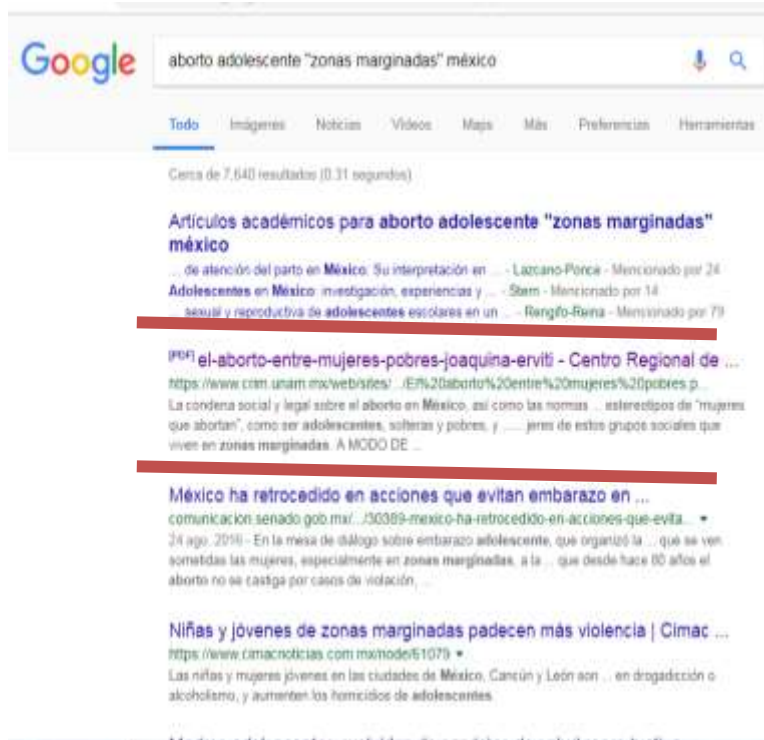 Google
aborto adolescente "zonas marginadas" méxico
Todo Imágenes Noticias Videos Maps Más Preferencias Herramientas
Cerca de 7,640 resultados (0.31 segundos)
Artículos académicos para aborto adolescente "zonas marginadas"
méxico
... de atención del parto en México: Su interpretación en ... - Lazcano-Ponce - Mencionado por 24
Adolescentes en México: investigación, experiencias y ... - Stern - Mencionado por 14
... sexual y reproductiva de adolescentes escolares en un ... - Rengifo-Reina - Mencionado por 79
[PDF] el-aborto-entre-mujeres-pobres-joaquina-erviti - Centro Regional de ...
https://www.crim.unam.mx/web/sites/.../El%20aborto%20entre%20mujeres%20pobres.p...
La condena social y legal sobre el aborto en México, así como las normas ... estereotipos de "mujeres
que abortan", como ser adolescentes, solteras y pobres, y ...... jeres de estos grupos sociales que
viven en zonas marginadas. A MODO DE ...
México ha retrocedido en acciones que evitan embarazo en ...
comunicacion.senado.gob.mx/.../30389-mexico-ha-retrocedido-en-acciones-que-evita...
24 ago. 2016 - En la mesa de diálogo sobre embarazo adolescente, que organizó la ... que se ven
sometidas las mujeres, especialmente en zonas marginadas, a la ... que desde hace 80 años el
aborto no se castiga por casos de violación, ...
Niñas y jóvenes de zonas marginadas padecen más violencia | Cimac ...
https://www.cimacnoticias.com.mx/node/61079
Las niñas y mujeres jóvenes en las ciudades de México, Cancún y León son ... en drogadicción o
alcoholismo, y aumenten los homicidios de adolescentes.